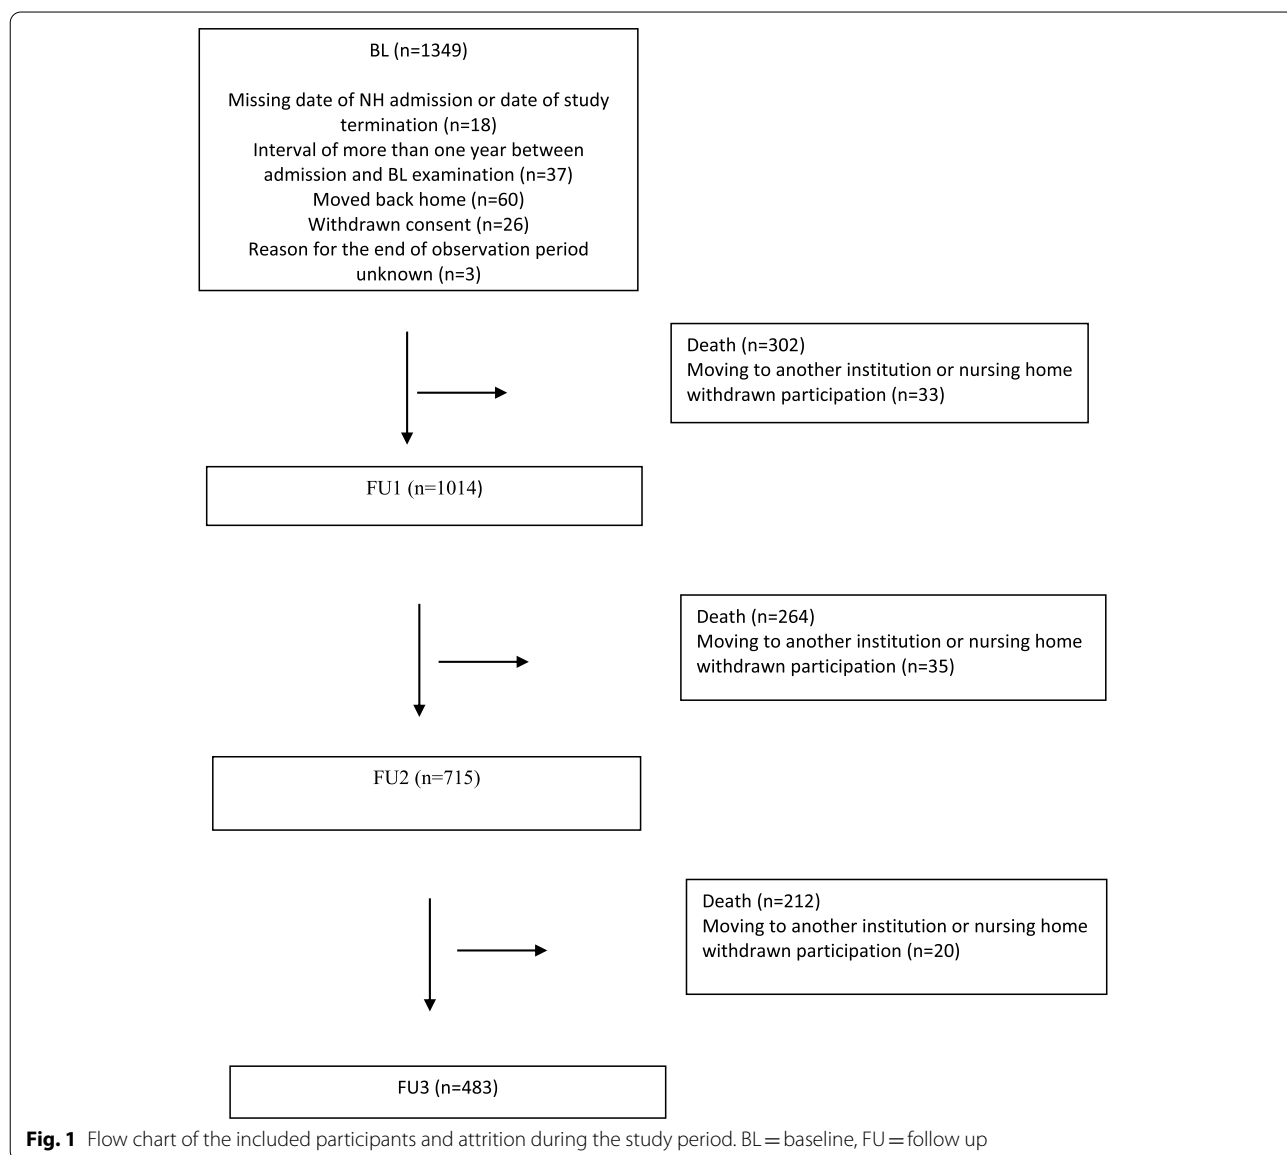 BL (n=1349)
Missing date of NH admission or date of study
termination (n=18)
Interval of more than one year between
admission and BL examination (n=37)
Moved back home (n=60)
Withdrawn consent (n=26)
Reason for the end of observation period
unknown (n=3)
Death (n=302)
Moving to another institution or nursing home
withdrawn participation (n=33)
FU1 (n=1014)
Death (n=264)
Moving to another institution or nursing home
withdrawn participation (n=35)
FU2 (n=715)
Death (n=212)
Moving to another institution or nursing home
withdrawn participation (n=20)
FU3 (n=483)
Fig. 1 Flow chart of the included participants and attrition during the study period. BL = baseline, FU = follow up